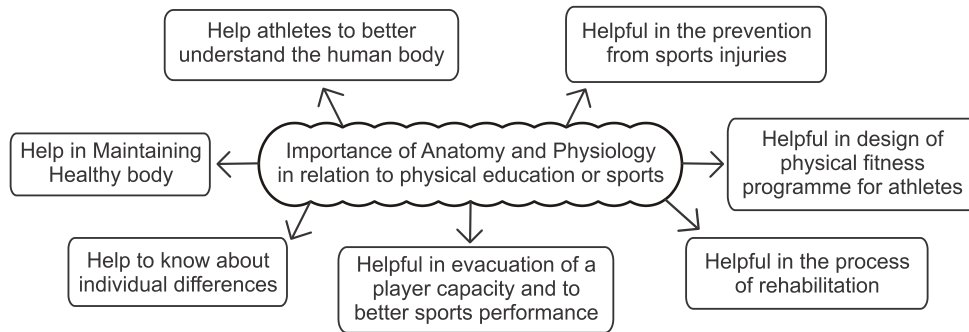 Help athletes to better
understand the human body
Helpful in the prevention
from sports injuries
Help in Maintaining
Healthy body
Importance of Anatomy and Physiology
in relation to physical education or sports
Helpful in design of
physical fitness
programme for athletes
Help to know about
individual differences
Helpful in evacuation of a
player capacity and to
better sports performance
Helpful in the process
of rehabilitation